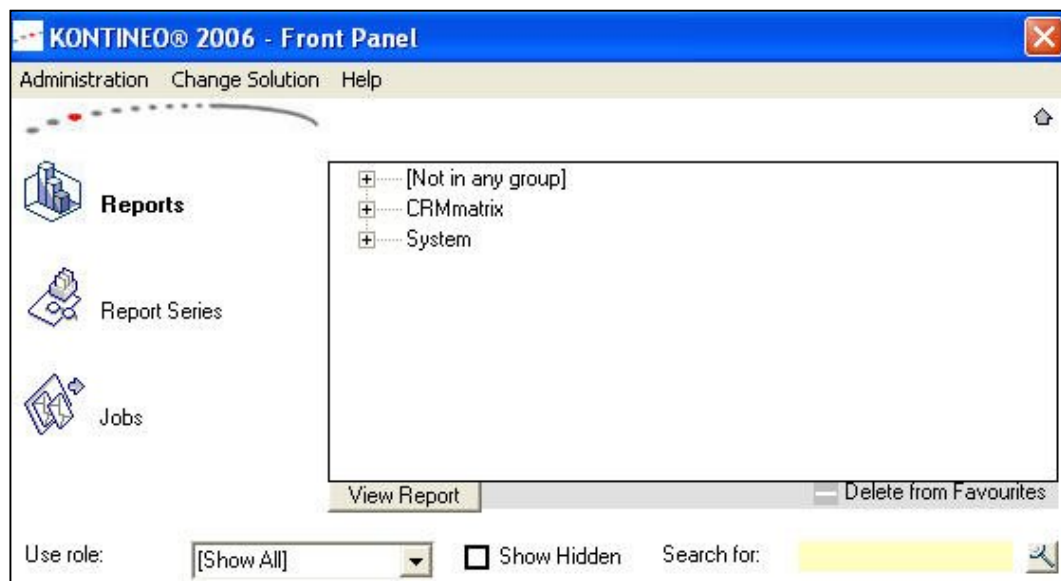 KONTINEO® 2006 - Front Panel
Administration Change Solution Help
Reports
[Not in any group]
CRMmatrix
System
Report Series
Jobs
View Report
Delete from Favourites
Use role:
[Show All]
Show Hidden
Search for: